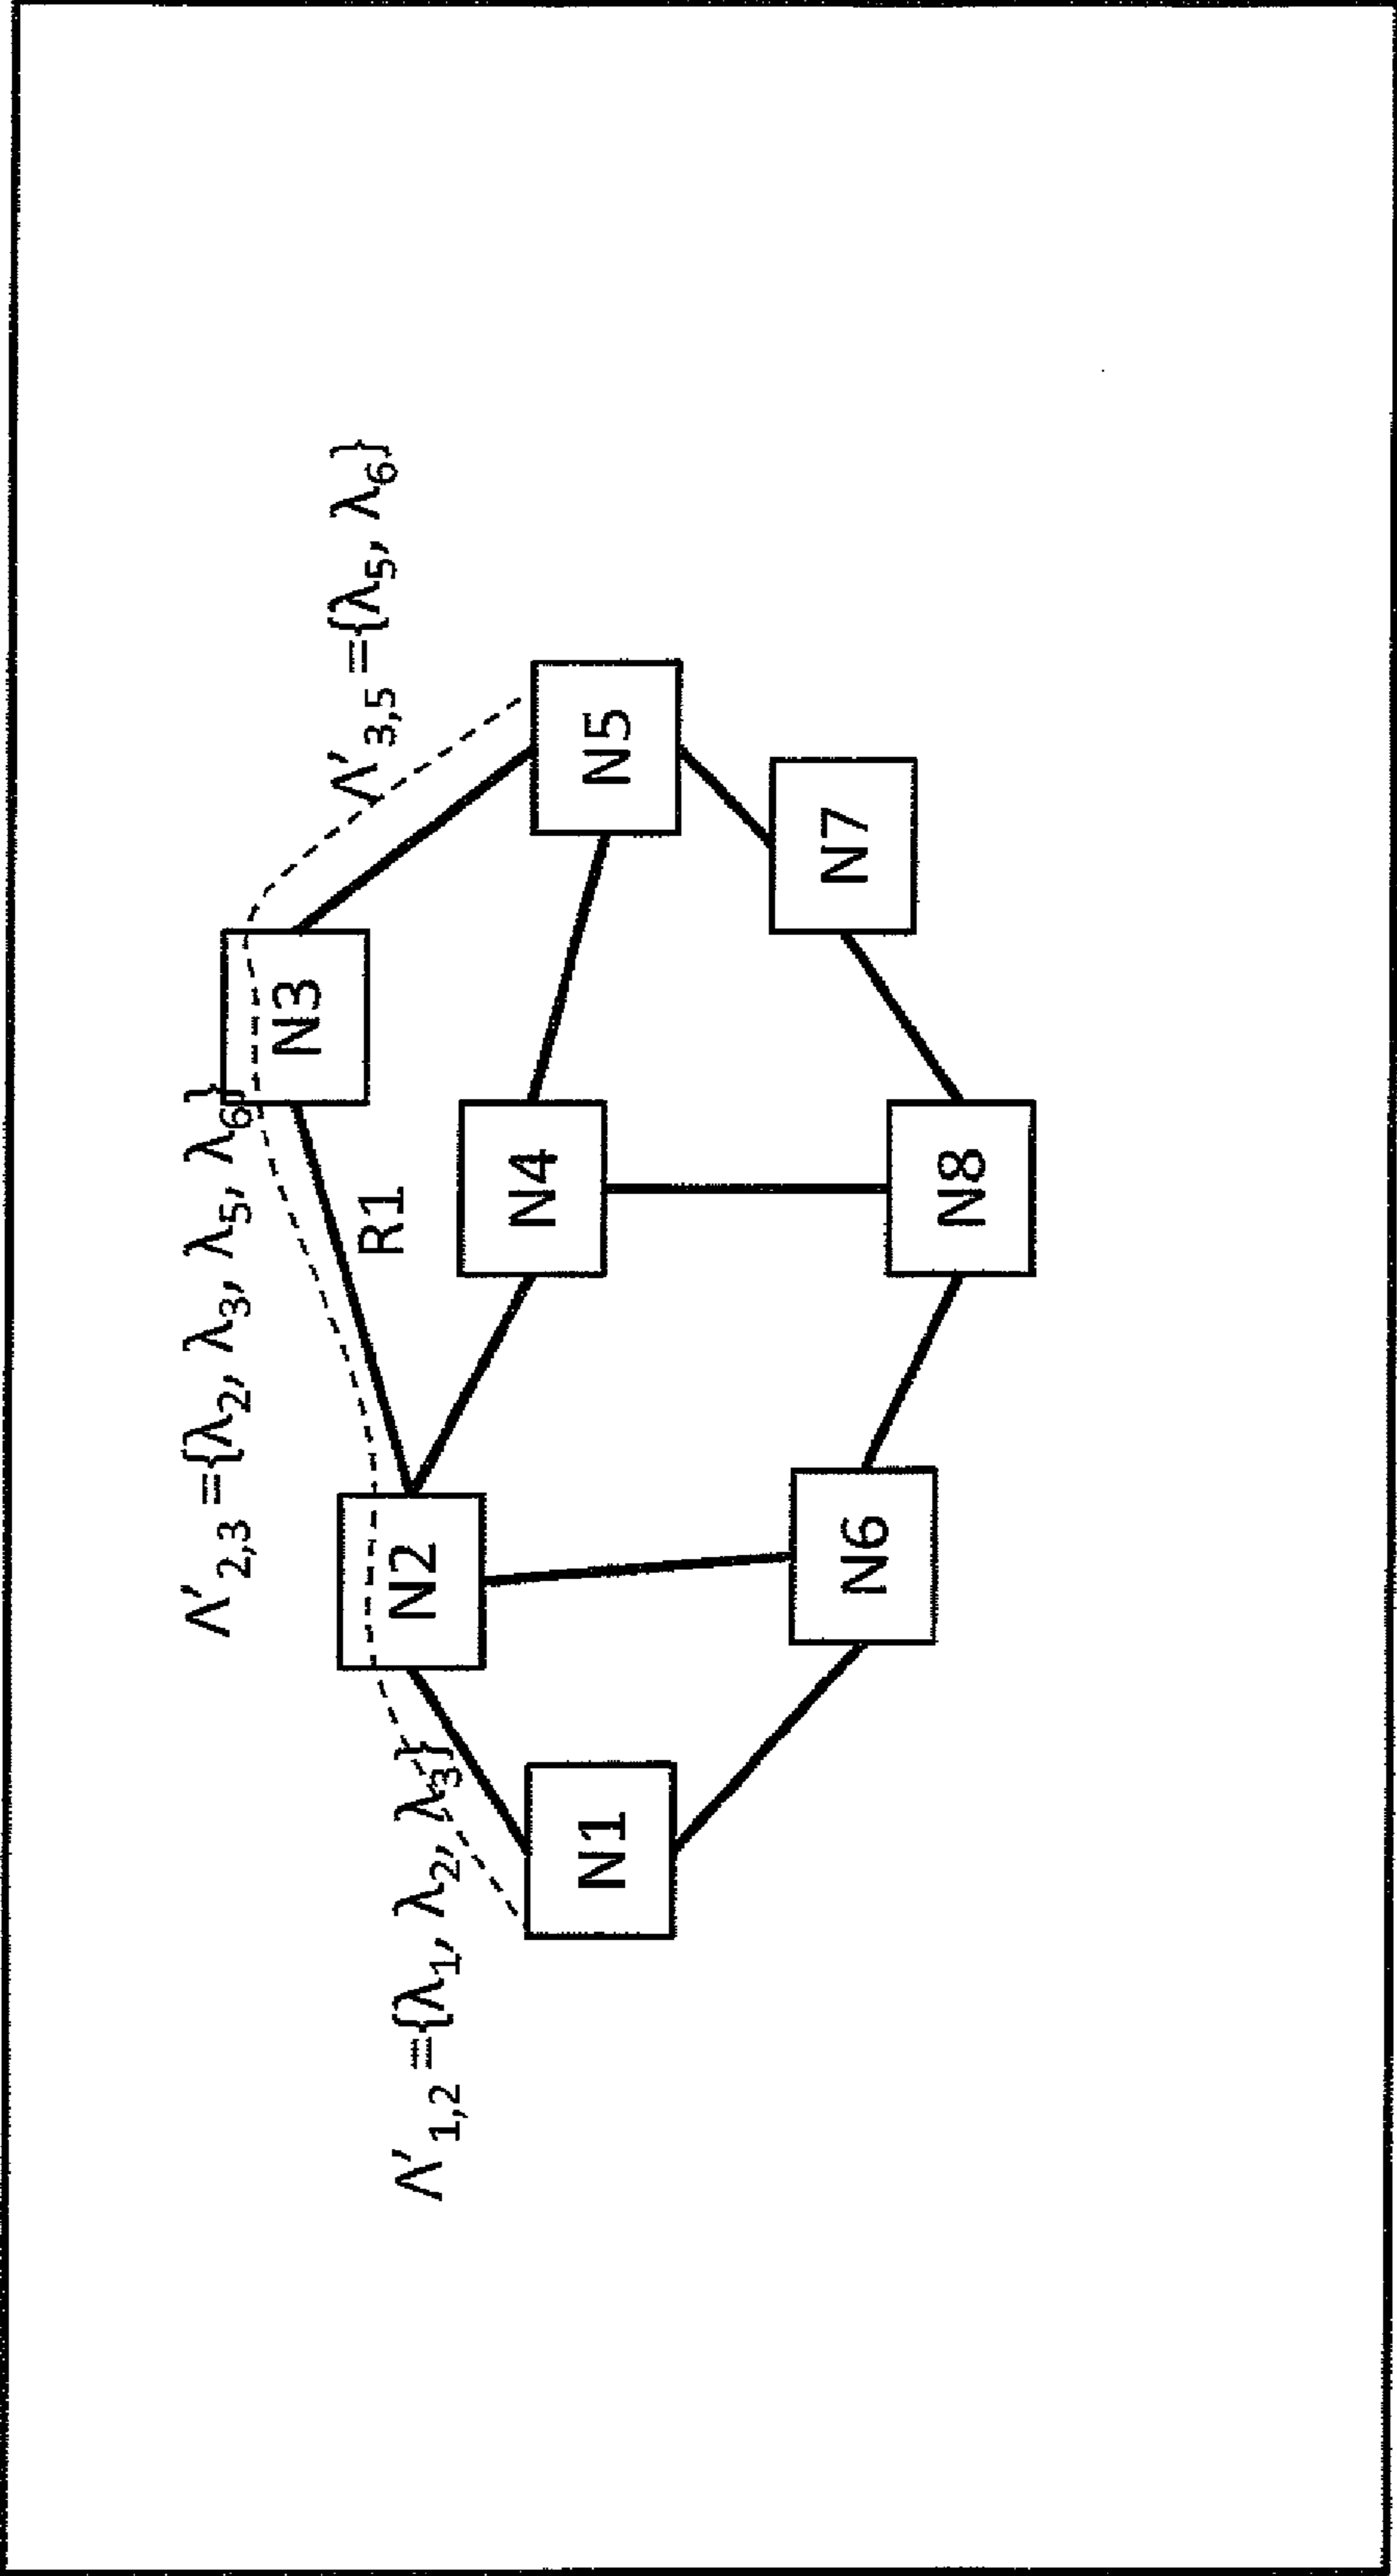 Λ'2,3 ={λ2, λ3, λ5, λ6}
Λ'3,5 ={λ5, λ6}
Λ'1,2 ={λ1, λ2, λ3}
N3
R1
N2
N4
N5
N1
N6
N7
N8